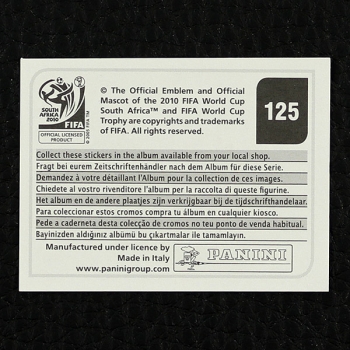 © The Official Emblem and Official
Mascot of the 2010 FIFA World Cup
South Africa™ and FIFA World Cup
Trophy are copyrights and trademarks
of FIFA. All rights reserved.
125
SOUTH AFRICA
2010
FIFA
OFFICIAL LICENSED
PRODUCT
© 2005 FIFA TM
Collect these stickers in the album available from your local shop.
Fragt bei eurem Zeitschriftenhändler nach dem Album für diese Serie.
Demandez à votre détaillant l'Album pour la collection de ces images.
Chiedete al vostro rivenditore l'album per la raccolta di queste figurine.
Het album en de andere plaatjes zijn verkrijgbaar bij de tijdschrifthandelaar.
Para coleccionar estos cromos compra tu álbum en cualquier kiosco.
Pede a caderneta desta colecção de cromos no teu ponto de venda habitual.
Bayinizden aldığınız albümü bu çıkartmalar ile tamamlayın.
Manufactured under licence by
Made in Italy
www.paninigroup.com
PANINI